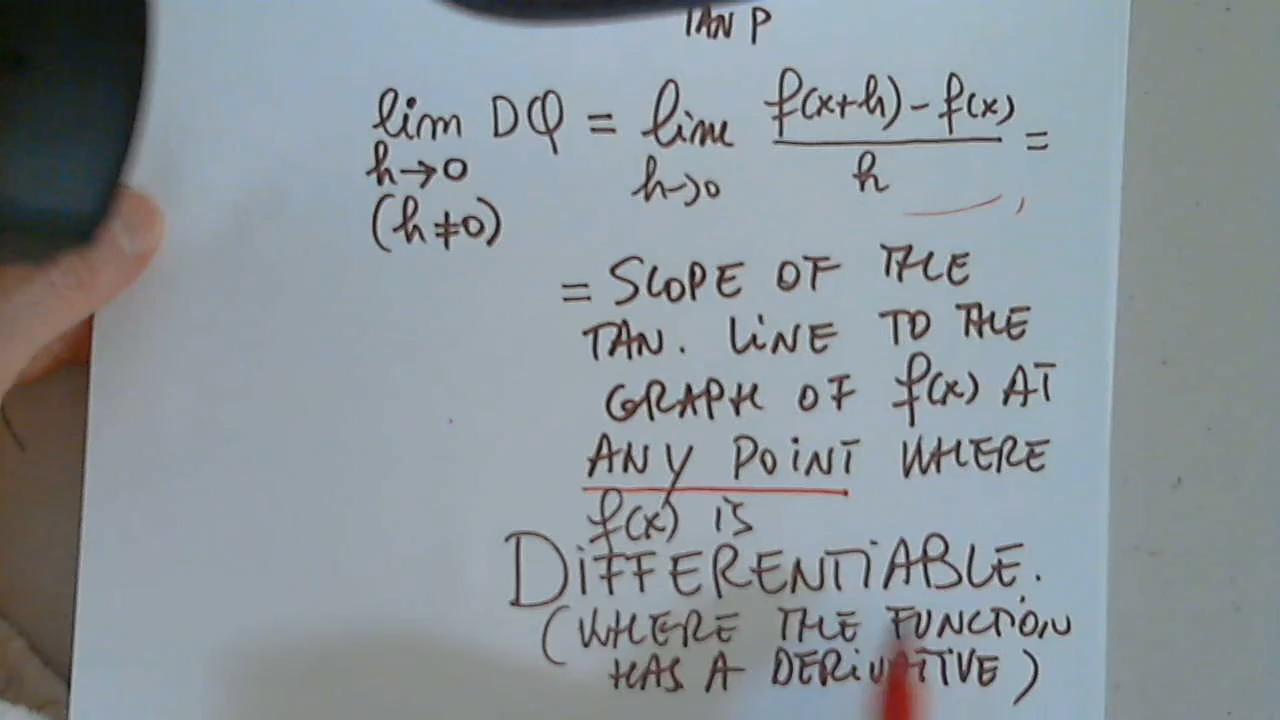 TAN P
lim DQ = lim f(x+h) - f(x) =
h→0 h→0 h
(h≠0)
= SLOPE OF THE
TAN. LINE TO THE
GRAPH OF f(x) AT
ANY POINT WHERE
f(x) IS
DIFFERENTIABLE.
(WHERE THE FUNCTION
HAS A DERIVATIVE)